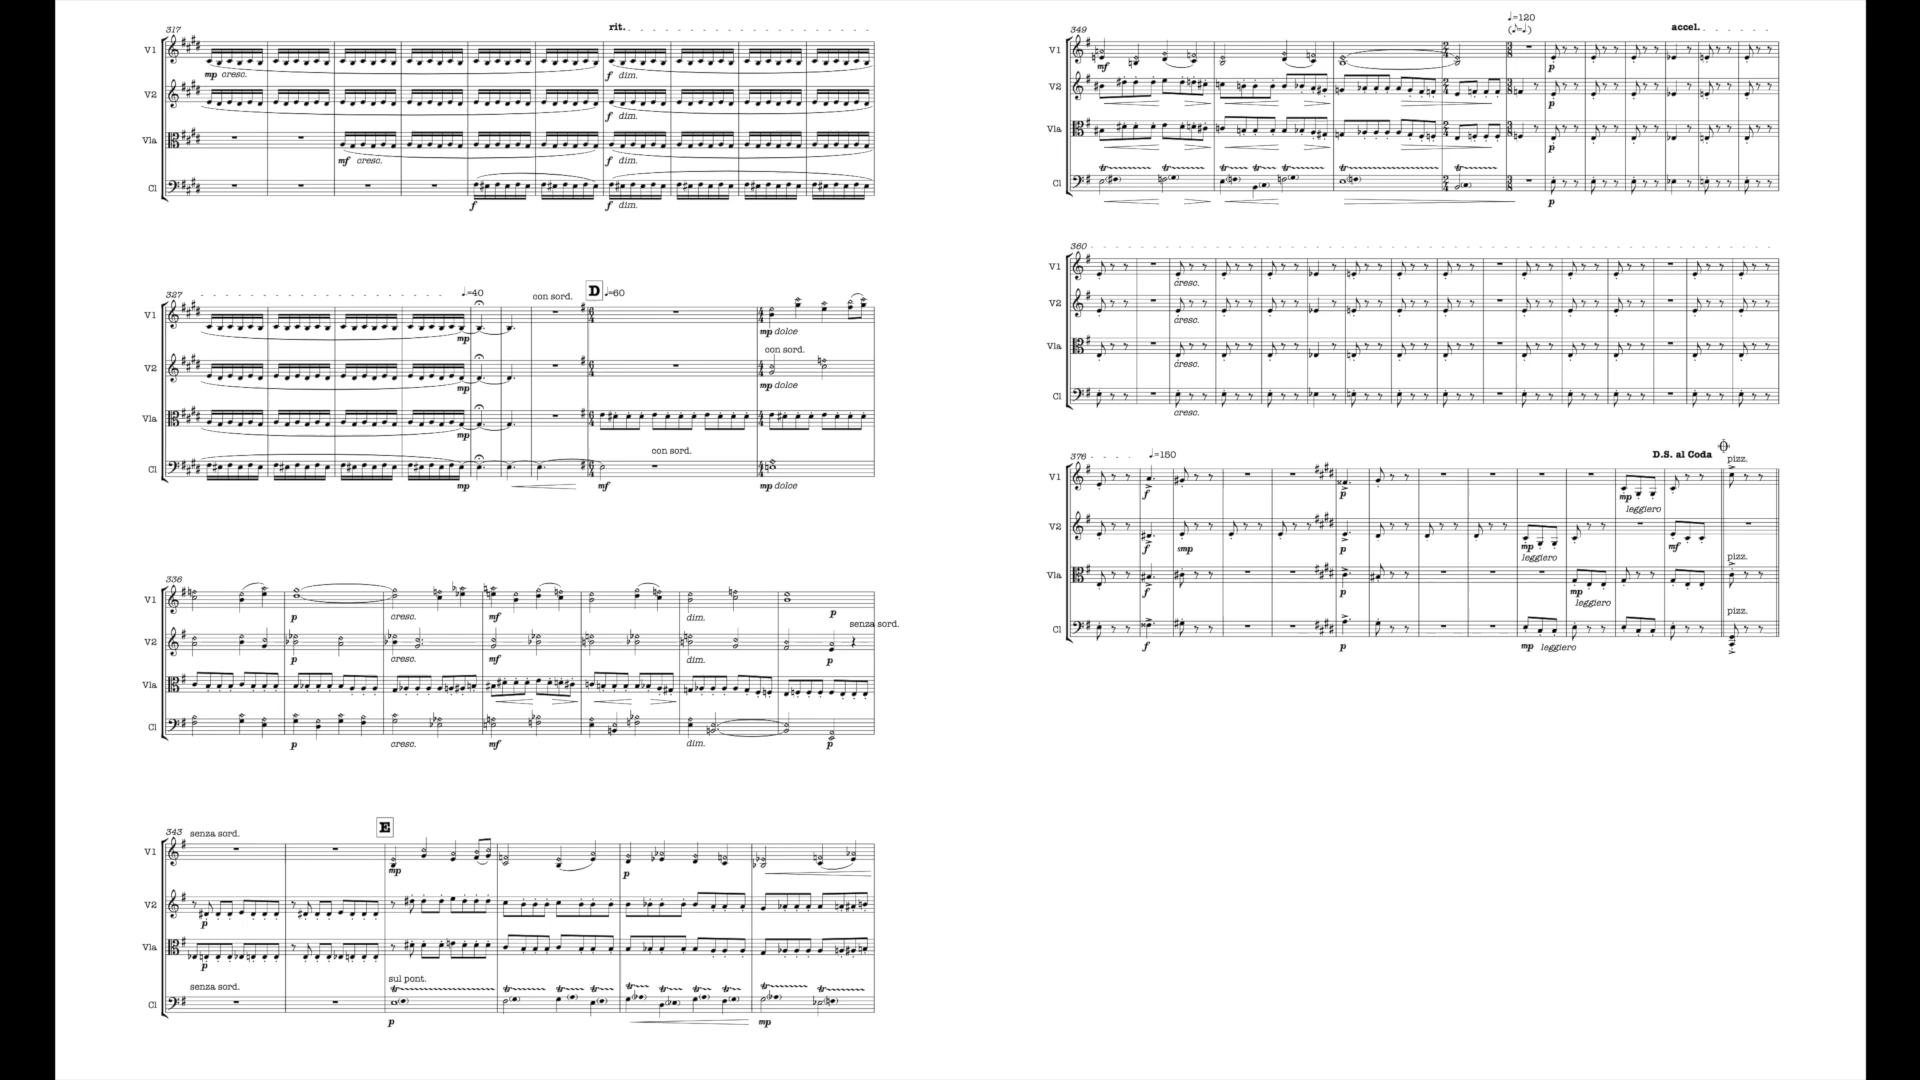 317
rit.
V1
mp cresc.
f dim.
V2
f dim.
Vla
mf cresc.
f dim.
Cl
f
f dim.
327
♩=40
con sord.
D ♩=60
V1
mp
mp dolce
con sord.
V2
mp
mp dolce
Vla
mp
con sord.
Cl
mp
mf
mp dolce
336
V1
p
cresc.
mf
dim.
p
senza sord.
V2
p
cresc.
mf
dim.
p
Vla
dim.
Cl
p
cresc.
mf
dim.
p
E
343
senza sord.
V1
mp
p
V2
p
Vla
p
senza sord.
sul pont.
Cl
p
mp
♩=120
349
(♪=♩)
accel.
V1
mf
p
V2
p
Vla
p
Cl
p
360
V1
cresc.
V2
cresc.
Vla
cresc.
Cl
cresc.
376
♩=150
D.S. al Coda
pizz.
V1
f
p
mp
leggiero
V2
f
smp
p
mp
leggiero
mf
pizz.
Vla
f
p
mp
leggiero
pizz.
Cl
f
p
mp leggiero